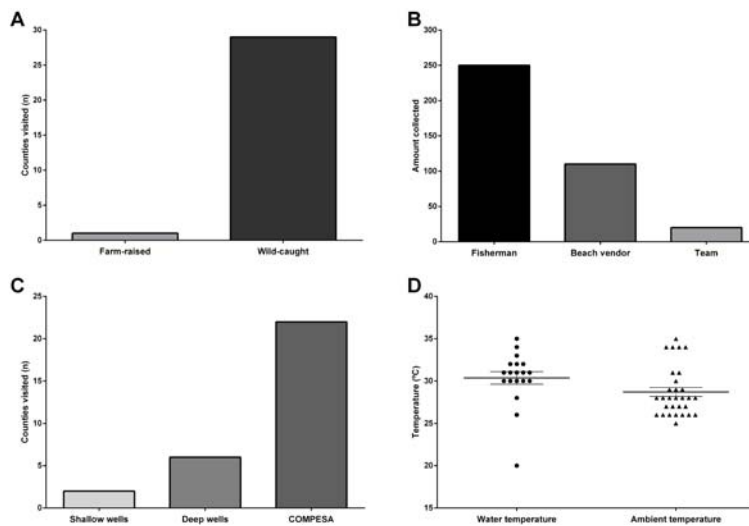 A
Counties visited (n)
30
25
20
15
10
5
0
Farm-raised Wild-caught
B
Amount collected
300
250
200
150
100
50
0
Fisherman Beach vendor Team
C
Counties visited (n)
25
20
15
10
5
0
Shallow wells Deep wells COMPESA
D
Temperature (ºC)
40
35
30
25
20
15
Water temperature Ambient temperature